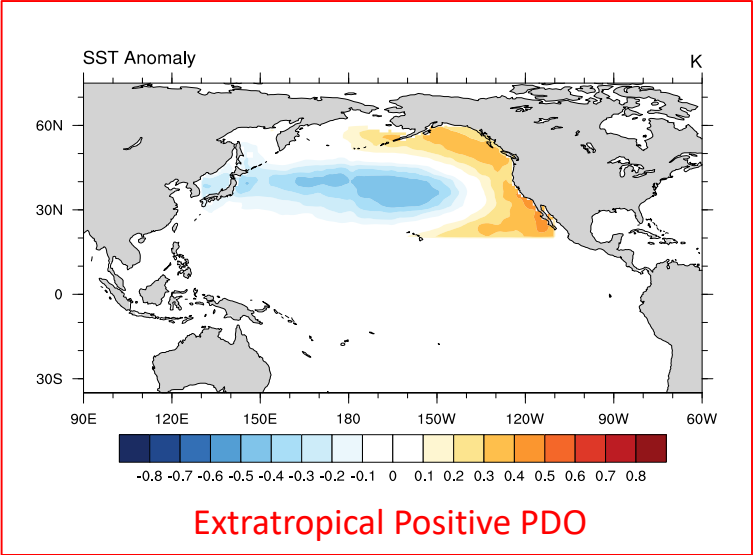 SST Anomaly K
60N
30N
0
30S
90E 120E 150E 180 150W 120W 90W 60W
-0.8 -0.7 -0.6 -0.5 -0.4 -0.3 -0.2 -0.1 0 0.1 0.2 0.3 0.4 0.5 0.6 0.7 0.8
Extratropical Positive PDO